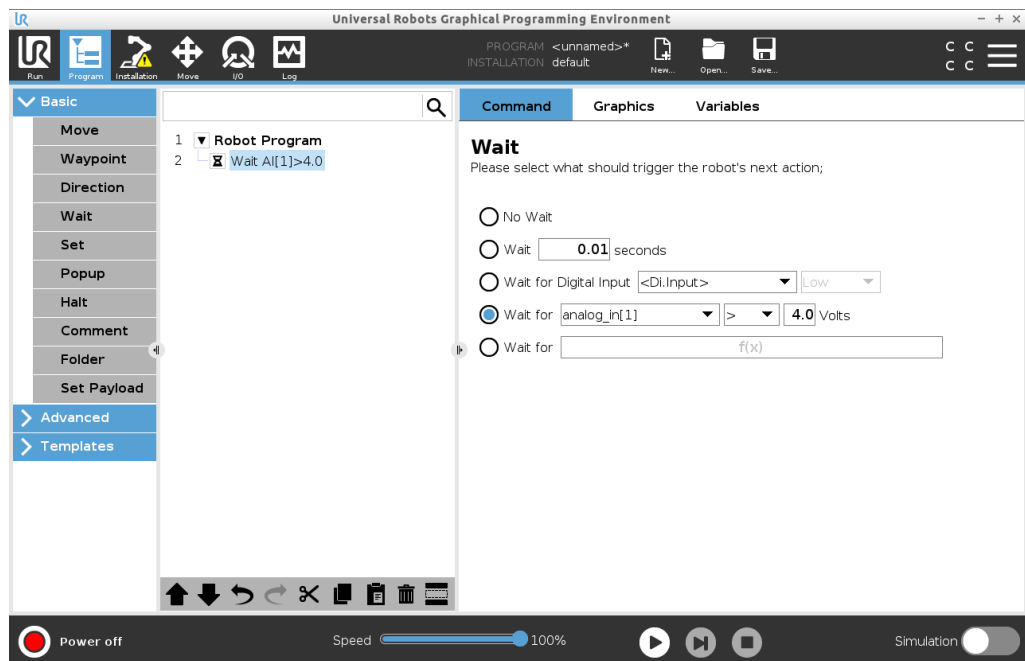 UR Universal Robots Graphical Programming Environment - + x
UR PROGRAM <unnamed>* C C
INSTALLATION default C C
Run Program Installation Move I/O Log New... Open... Save...
Basic
Move
Waypoint
Direction
Wait
Set
Popup
Halt
Comment
Folder
Set Payload
Advanced
Templates
1 Robot Program
2 Wait AI[1]>4.0
Command Graphics Variables
Wait
Please select what should trigger the robot's next action;
No Wait
Wait 0.01 seconds
Wait for Digital Input <Di.Input> Low
Wait for analog_in[1] > 4.0 Volts
Wait for f(x)
Power off Speed 100% Simulation